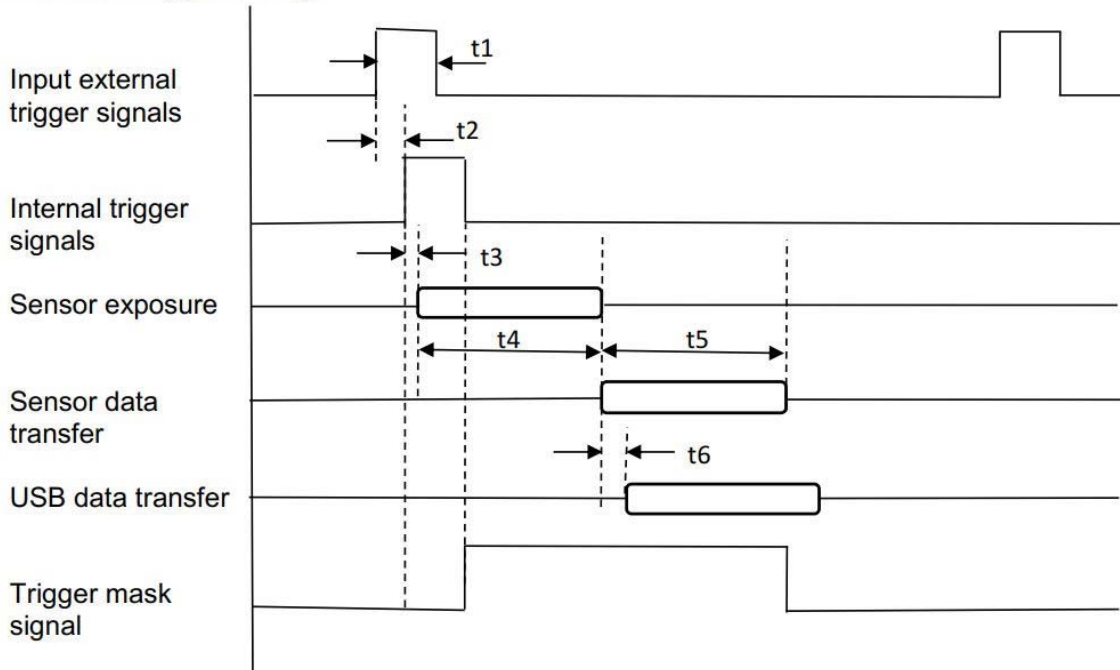 t1
Input external
trigger signals
t2
Internal trigger
signals
t3
Sensor exposure
t4
t5
Sensor data
transfer
t6
USB data transfer
Trigger mask
signal